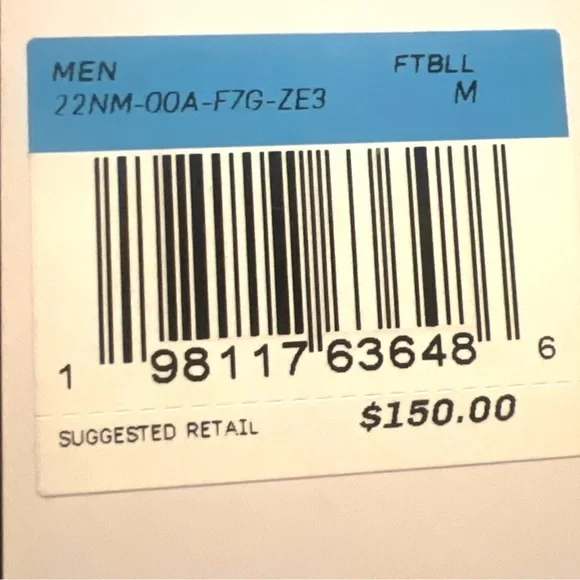 MEN FTBLL
22NM-00A-F7G-ZE3 M
1 98117 63648 6
SUGGESTED RETAIL $150.00